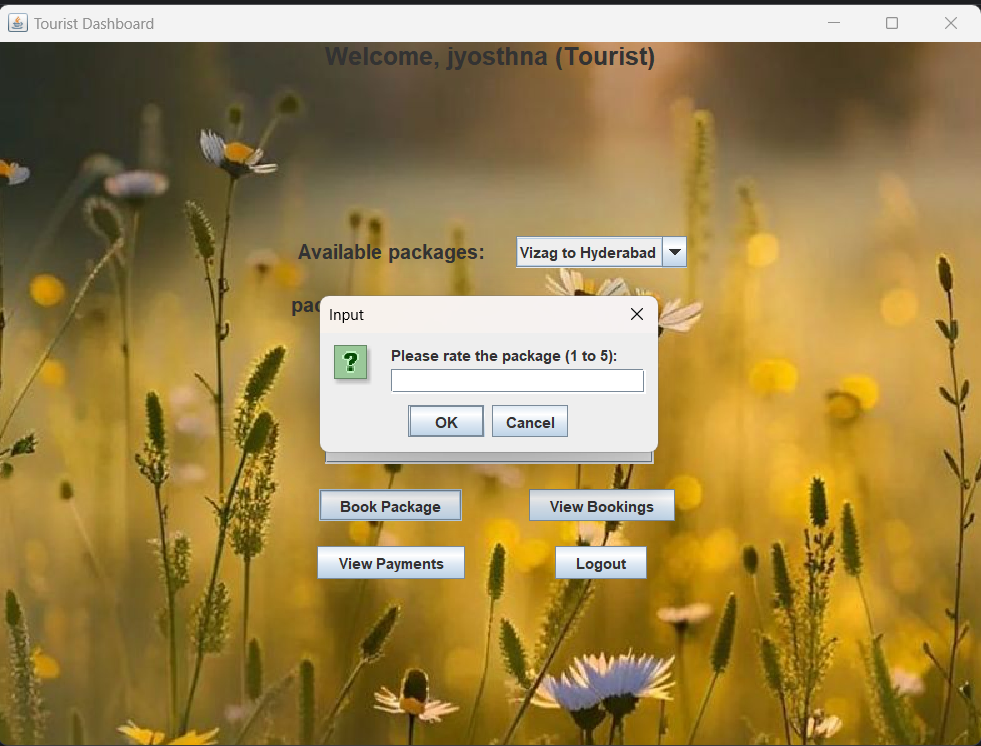 Tourist Dashboard
Welcome, jyosthna (Tourist)
Available packages: Vizag to Hyderabad
Input
Please rate the package (1 to 5):
OK Cancel
Book Package View Bookings
View Payments Logout